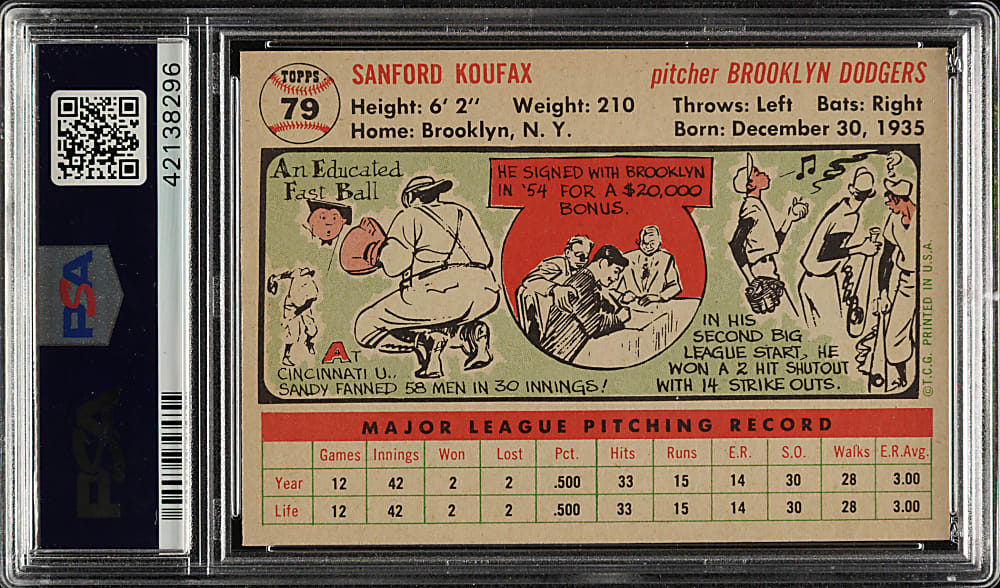 42138296
PSA
PSA
TOPPS
79
SANFORD KOUFAX
pitcher BROOKLYN DODGERS
Height: 6' 2" Weight: 210 Throws: Left Bats: Right
Home: Brooklyn, N. Y. Born: December 30, 1935
An Educated
Fast Ball
AT
CINCINNATI U.,
SANDY FANNED 58 MEN IN 30 INNINGS!
HE SIGNED WITH BROOKLYN
IN '54 FOR A $20,000
BONUS.
IN HIS
SECOND BIG
LEAGUE START, HE
WON A 2 HIT SHUTOUT
WITH 14 STRIKE OUTS.
© T.C.G. PRINTED IN U.S.A.
MAJOR LEAGUE PITCHING RECORD
Games Innings Won Lost Pct. Hits Runs E.R. S.O. Walks E.R.Avg.
Year 12 42 2 2 .500 33 15 14 30 28 3.00
Life 12 42 2 2 .500 33 15 14 30 28 3.00